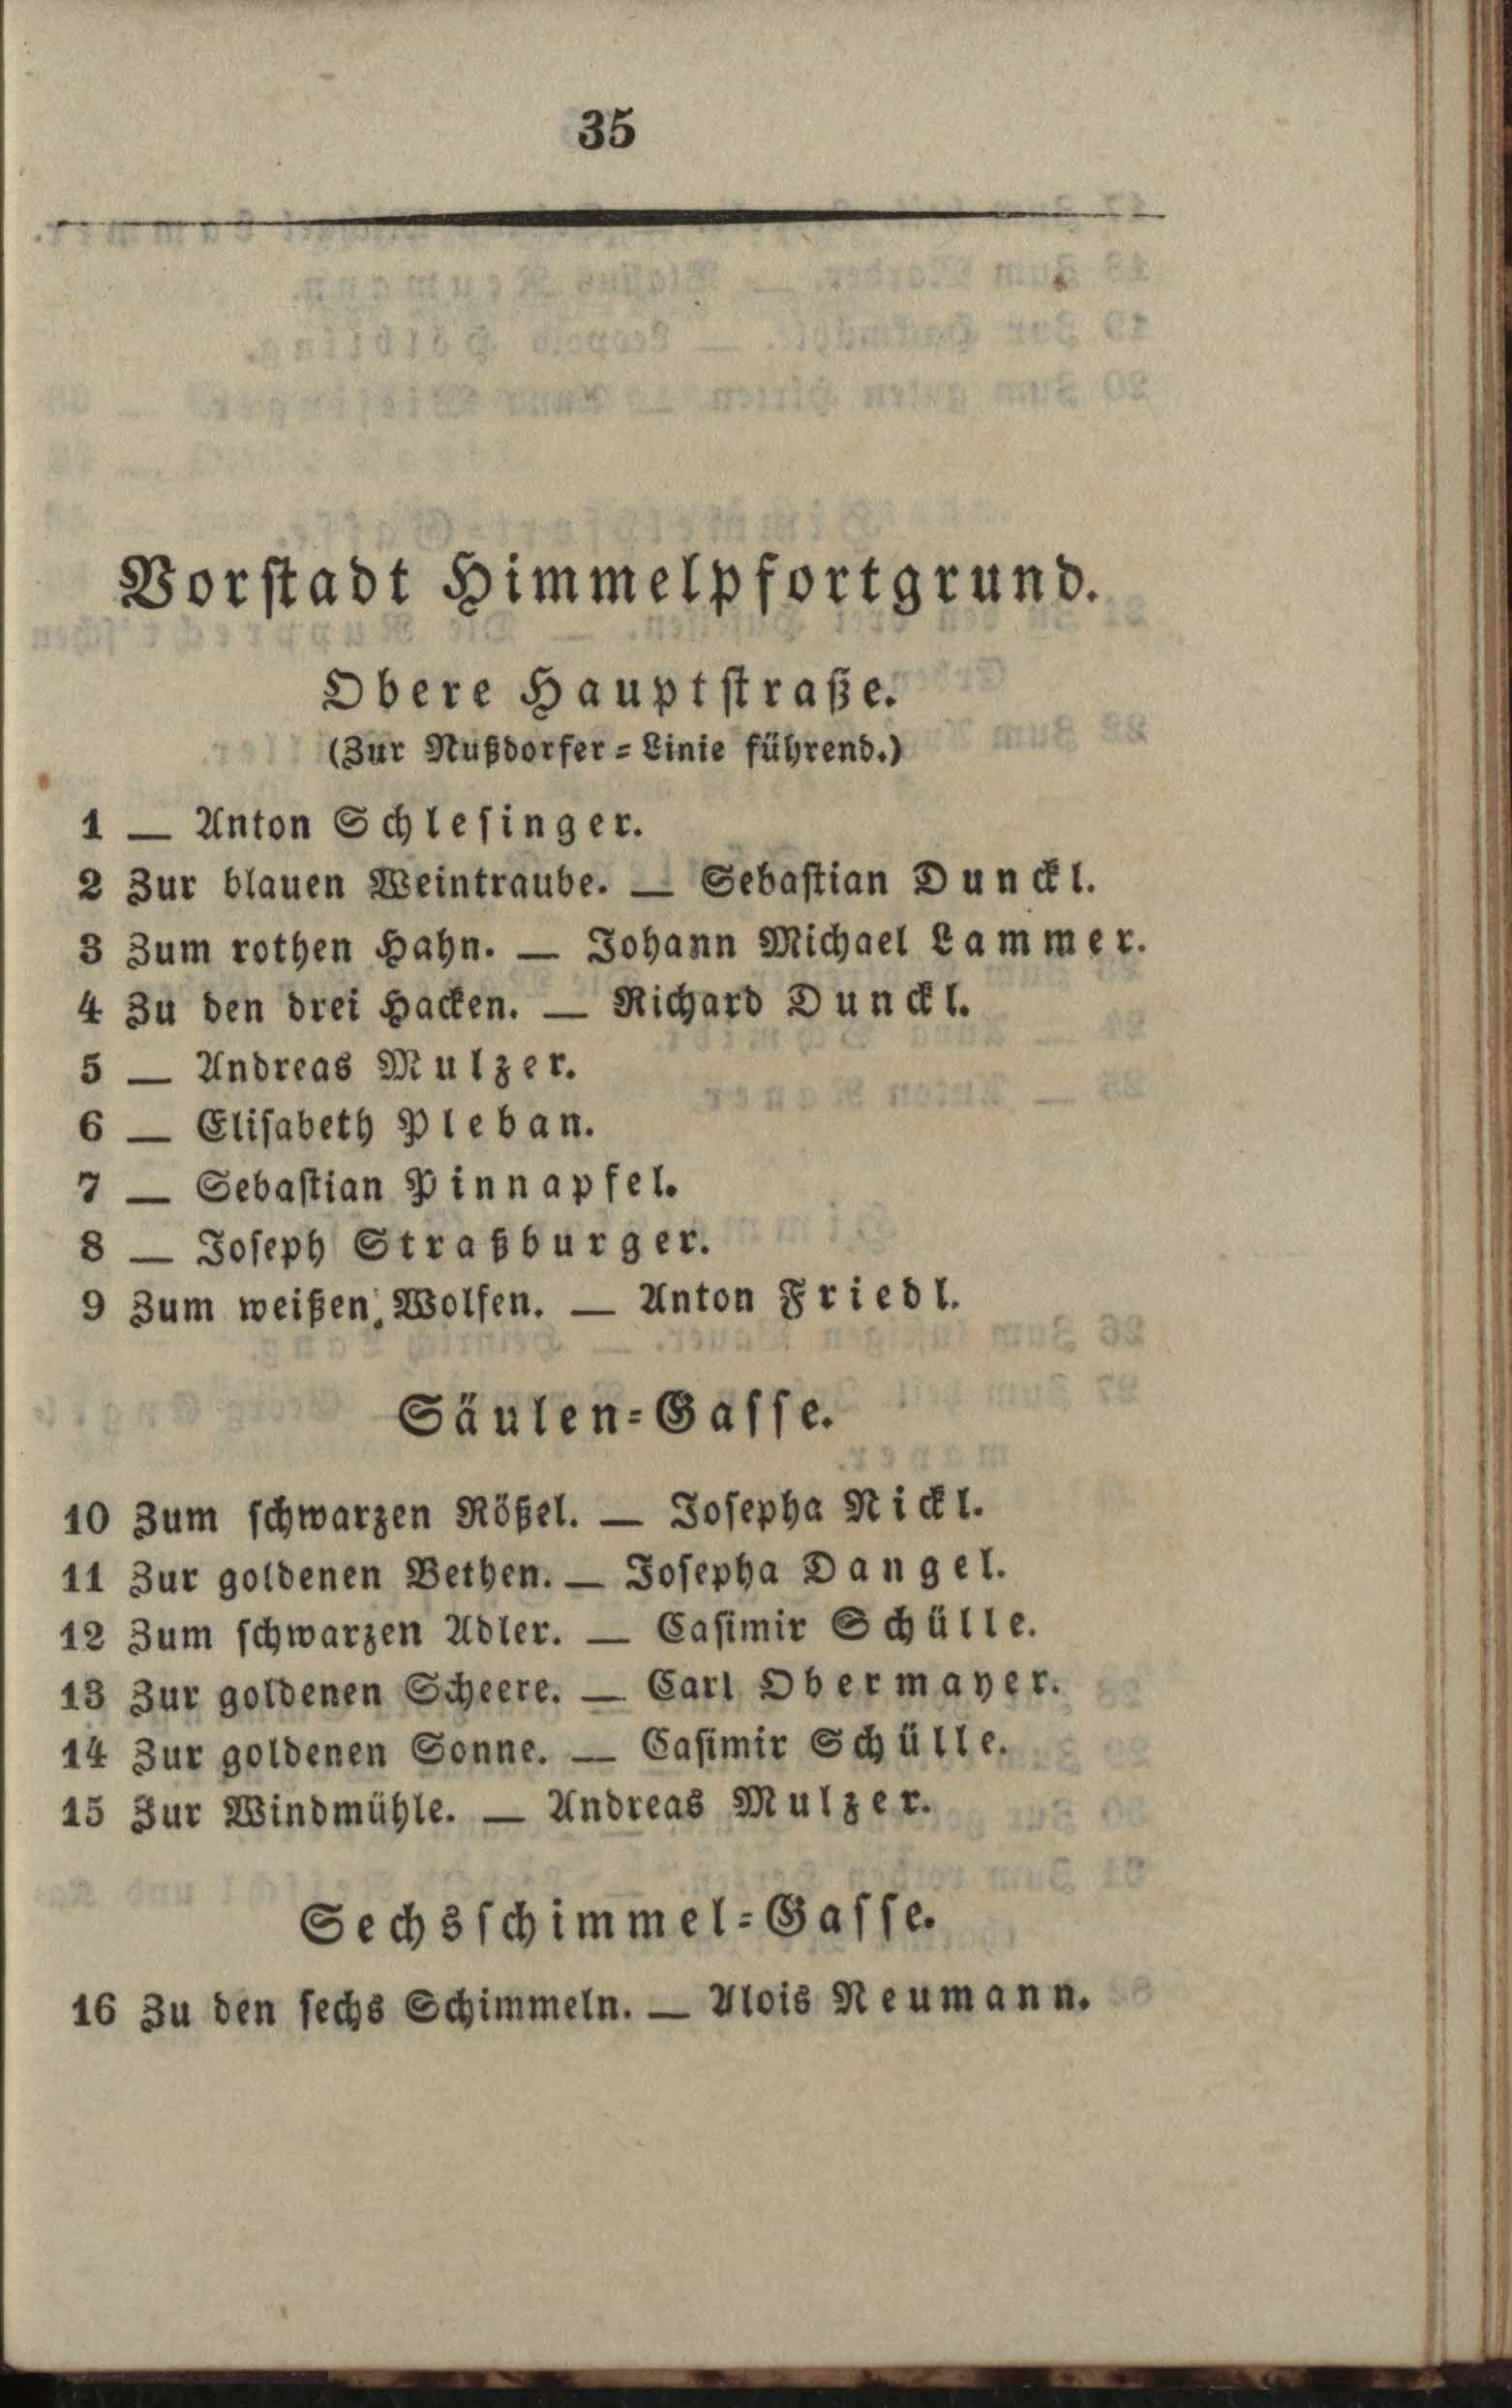 35
Vorstadt Himmelpfortgrund.
Obere Hauptstraße.
(Zur Nußdorfer-Linie führend.)
1 — Anton Schlesinger.
2 Zur blauen Weintraube. — Sebastian Dunckl.
3 Zum rothen Hahn. — Johann Michael Lammer.
4 Zu den drei Hacken. — Richard Dunckl.
5 — Andreas Mulzer.
6 — Elisabeth Pleban.
7 — Sebastian Pinnapfel.
8 — Joseph Straßburger.
9 Zum weißen Wolfen. — Anton Friedl.
Säulen-Gasse.
10 Zum schwarzen Rößel. — Josepha Nickl.
11 Zur goldenen Bethen. — Josepha Dangel.
12 Zum schwarzen Adler. — Casimir Schülle.
13 Zur goldenen Scheere. — Carl Obermayer.
14 Zur goldenen Sonne. — Casimir Schülle.
15 Zur Windmühle. — Andreas Mulzer.
Sechsschimmel-Gasse.
16 Zu den sechs Schimmeln. — Alois Neumann.